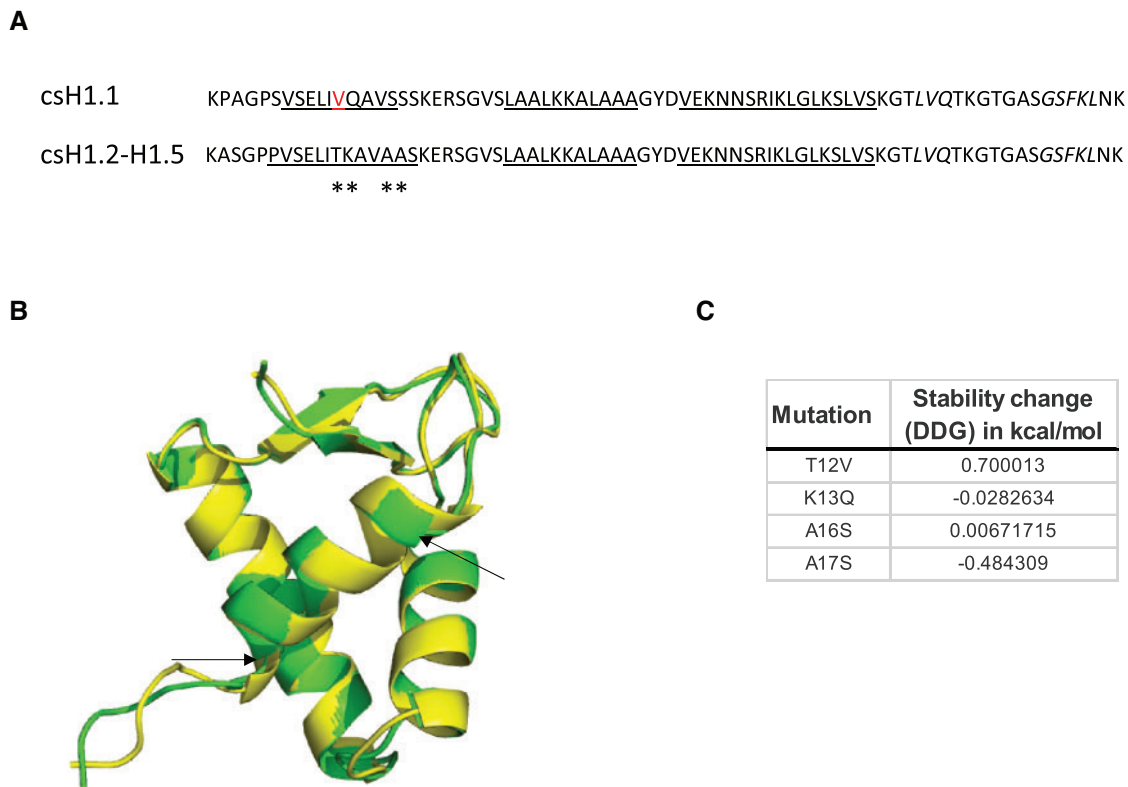 A
csH1.1 KPAGPSVSELIVQAVSSSKERSGVSLAALKKALAAAGYDVEKNNSRIKLGLKSLVSKGTLVQTKGTGASGSFKLNK
csH1.2-H1.5 KASGPPVSELITKAVAASKERSGVSLAALKKALAAAGYDVEKNNSRIKLGLKSLVSKGTLVQTKGTGASGSFKLNK
** **
B
C
Mutation Stability change (DDG) in kcal/mol
T12V 0.700013
K13Q -0.0282634
A16S 0.00671715
A17S -0.484309